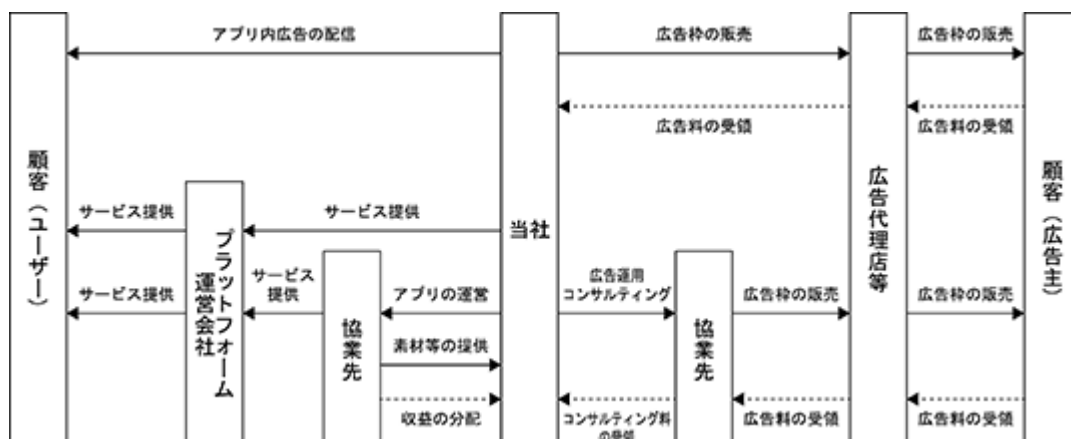 アプリ内広告の配信
広告枠の販売
広告枠の販売
広告料の受領
広告料の受領
顧客（ユーザー）
サービス提供
サービス提供
当社
広告代理店等
顧客（広告主）
プラットフォーム
運営会社
サービス提供
サービス
提供
アプリの運営
広告運用
コンサルティング
広告枠の販売
広告枠の販売
協業先
素材等の提供
協業先
収益の分配
コンサルティング料
の受領
広告料の受領
広告料の受領